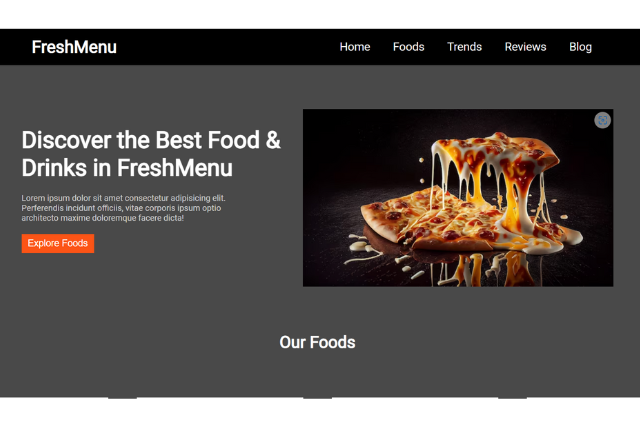 FreshMenu
Home Foods Trends Reviews Blog
Discover the Best Food &
Drinks in FreshMenu
Lorem ipsum dolor sit amet consectetur adipisicing elit.
Perferendis incidunt officiis, vitae corporis ipsum optio
architecto maxime doloremque facere dicta!
Explore Foods
Our Foods